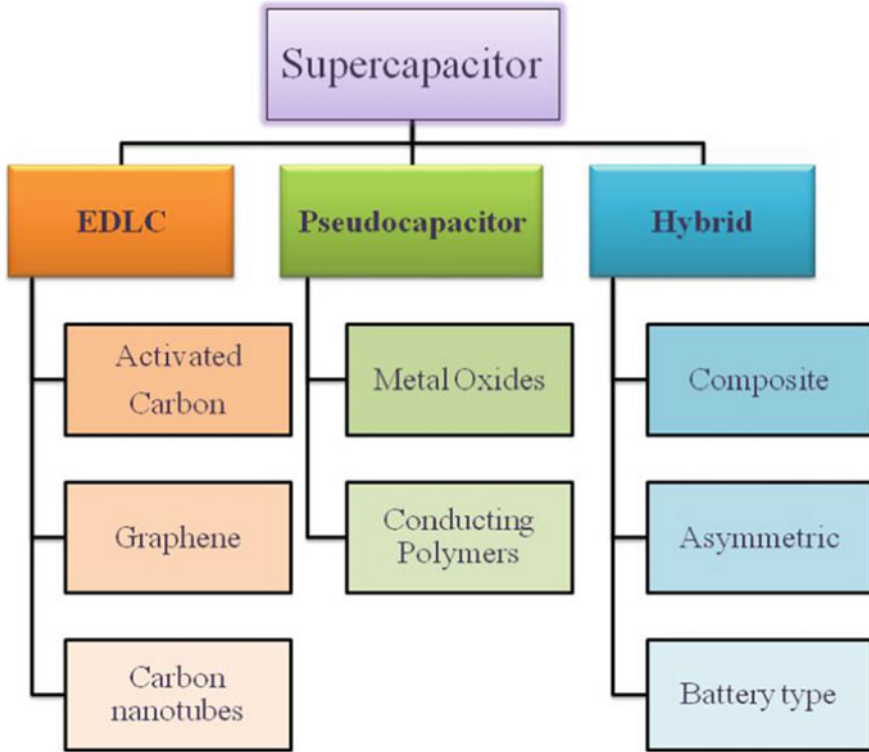 Supercapacitor
EDLC
Pseudocapacitor
Hybrid
Activated
Carbon
Metal Oxides
Composite
Graphene
Conducting
Polymers
Asymmetric
Carbon
nanotubes
Battery type